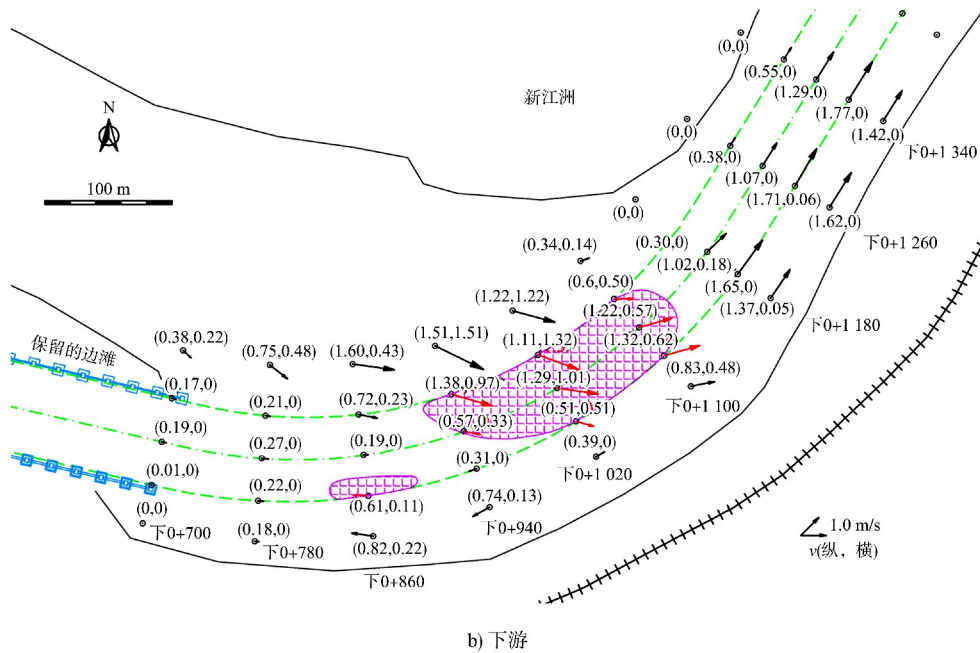 (0,0)
(0.55,0)
新江洲
(1.29,0)
N
(1.77,0)
(0,0)
(1.42,0)
下0+1 340
(0.38,0)
100 m
(1.07,0)
(1.71,0.06)
(0,0)
(1.62,0)
(0.34,0.14)
(0.30,0)
下0+1 260
(1.02,0.18)
(0.6,0.50)
(1.65,0)
(1.22,1.22)
(1.22,0.57)
(1.37,0.05)
下0+1 180
(0.38,0.22)
(1.51,1.51)
(1.11,1.32)
(1.32,0.62)
保留的边滩
(0.75,0.48)
(1.60,0.43)
(0.83,0.48)
(0.17,0)
(1.38,0.97)
(1.29,1.01)
下0+1 100
(0.21,0)
(0.72,0.23)
(0.51,0.51)
(0.57,0.33)
(0.19,0)
(0.27,0)
(0.19,0)
(0.39,0)
(0.01,0)
(0.31,0)
下0+1 020
(0.22,0)
(0.61,0.11)
(0.74,0.13)
(0,0)
下0+700
(0.18,0)
下0+780
(0.82,0.22)
下0+940
下0+860
1.0 m/s
v(纵，横)
b) 下游